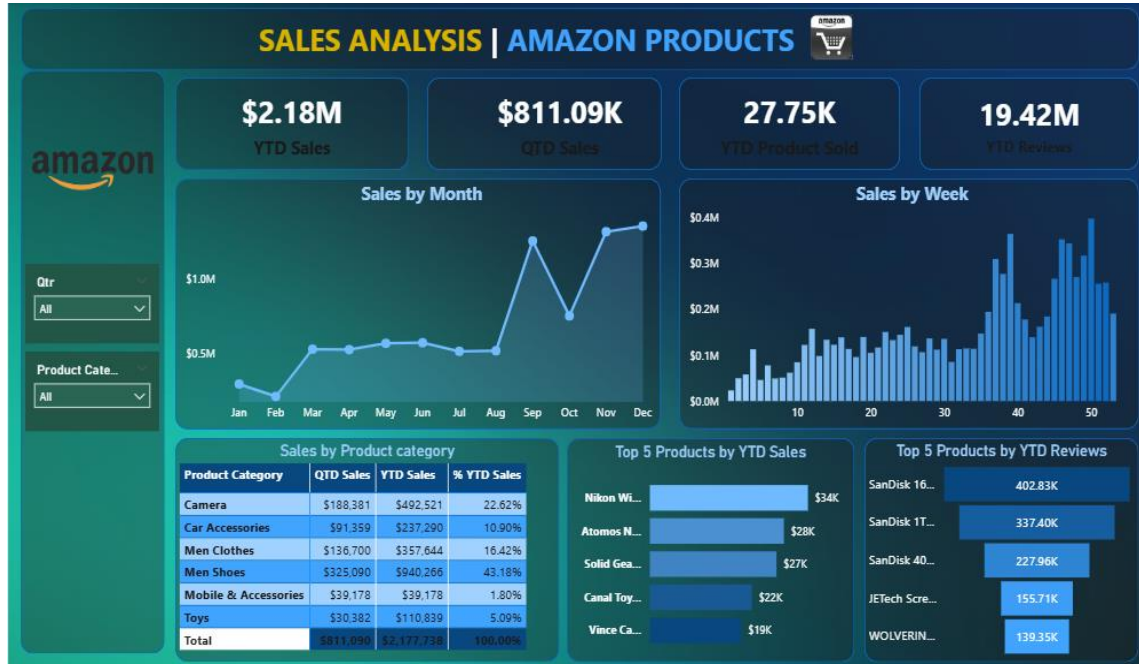 SALES ANALYSIS | AMAZON PRODUCTS
amazon
amazon
$2.18M
YTD Sales
$811.09K
QTD Sales
27.75K
YTD Product Sold
19.42M
YTD Reviews
Qtr
All
Product Cate...
All
Sales by Month
$1.0M
$0.5M
Jan Feb Mar Apr May Jun Jul Aug Sep Oct Nov Dec
Sales by Week
$0.4M
$0.3M
$0.2M
$0.1M
$0.0M
10 20 30 40 50
Sales by Product category
Product Category QTD Sales YTD Sales % YTD Sales
Camera $188,381 $492,521 22.62%
Car Accessories $91,359 $237,290 10.90%
Men Clothes $136,700 $357,644 16.42%
Men Shoes $325,090 $940,266 43.18%
Mobile & Accessories $39,178 $39,178 1.80%
Toys $30,382 $110,839 5.09%
Total $811,090 $2,177,738 100.00%
Top 5 Products by YTD Sales
Nikon Wi... $34K
Atomos N... $28K
Solid Gea... $27K
Canal Toy... $22K
Vince Ca... $19K
Top 5 Products by YTD Reviews
SanDisk 16... 402.83K
SanDisk 1T... 337.40K
SanDisk 40... 227.96K
JETech Scre... 155.71K
WOLVERIN... 139.35K